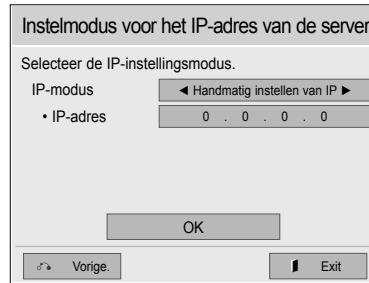 Instelmodus voor het IP-adres van de server
Selecteer de IP-instellingsmodus.
IP-modus ◄ Handmatig instellen van IP ►
• IP-adres 0 . 0 . 0 . 0
OK
Vorige. Exit